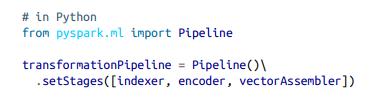 # in Python
from pyspark.ml import Pipeline
transformationPipeline = Pipeline()\
.setStages([indexer, encoder, vectorAssembler])